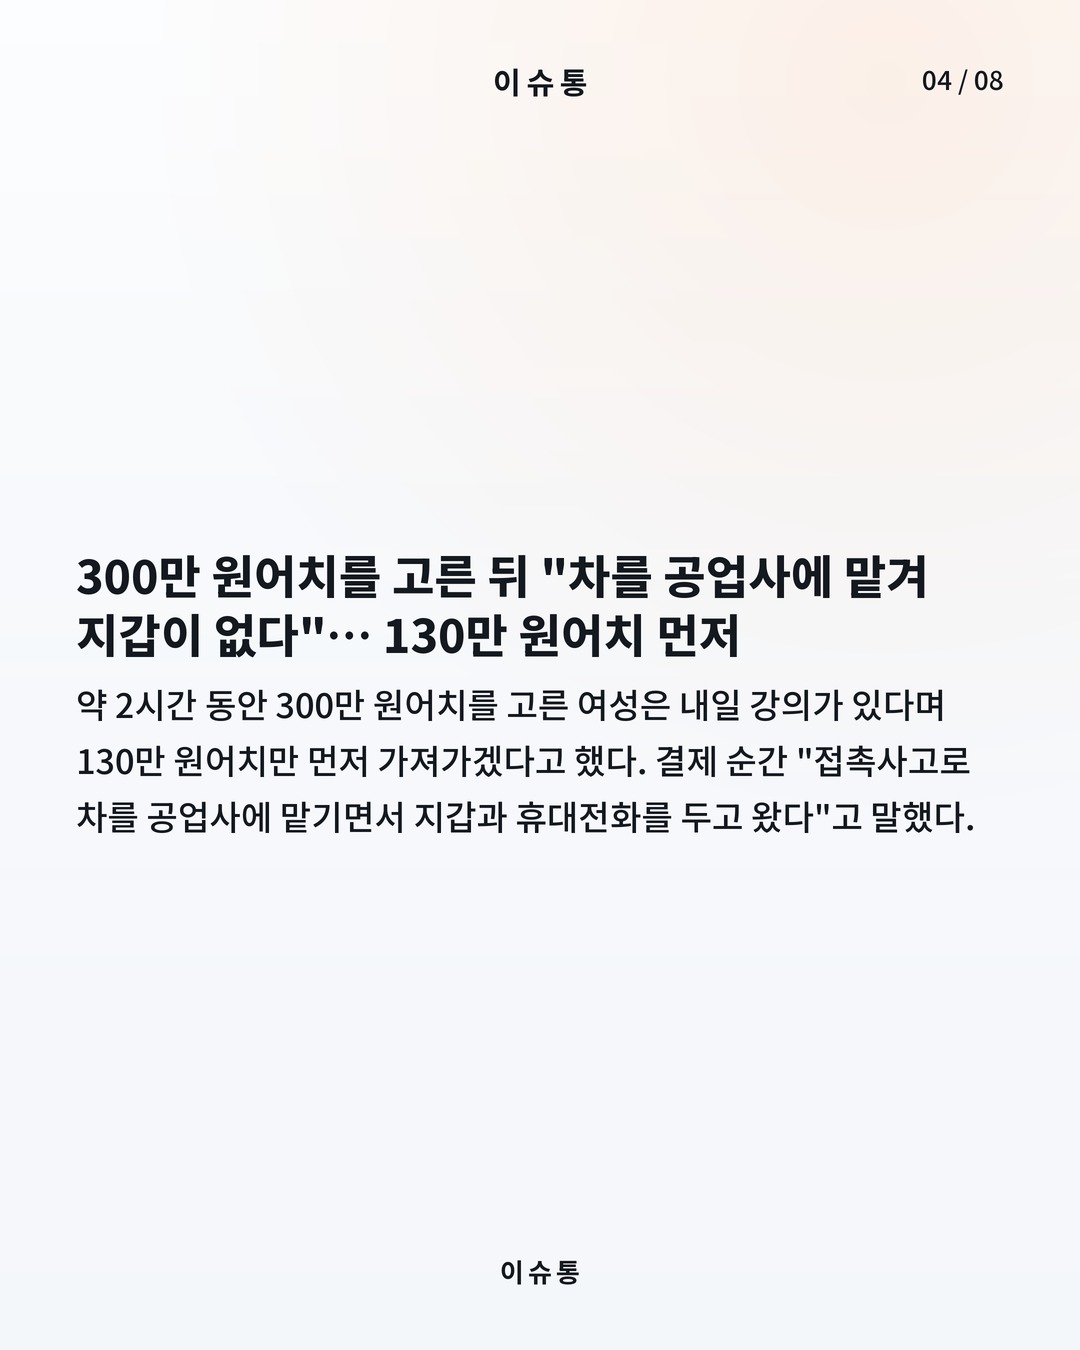 이슈통
04 / 08
300만 원어치를 고른 뒤 "차를 공업사에 맡겨
지갑이 없다"… 130만 원어치 먼저
약 2시간 동안 300만 원어치를 고른 여성은 내일 강의가 있다며
130만 원어치만 먼저 가져가겠다고 했다. 결제 순간 "접촉사고로
차를 공업사에 맡기면서 지갑과 휴대전화를 두고 왔다"고 말했다.
이슈통